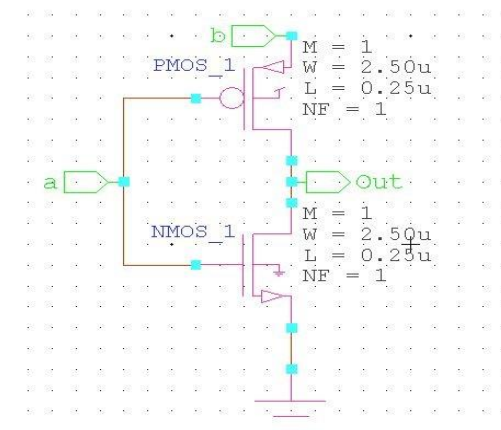 b
PMOS_1
M = 1
W = 2.50u
L = 0.25u
NF = 1
a
Out
NMOS_1
M = 1
W = 2.50u
L = 0.25u
NF = 1